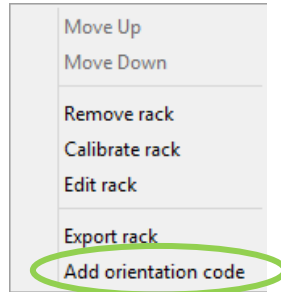 Move Up
Move Down
Remove rack
Calibrate rack
Edit rack
Export rack
Add orientation code